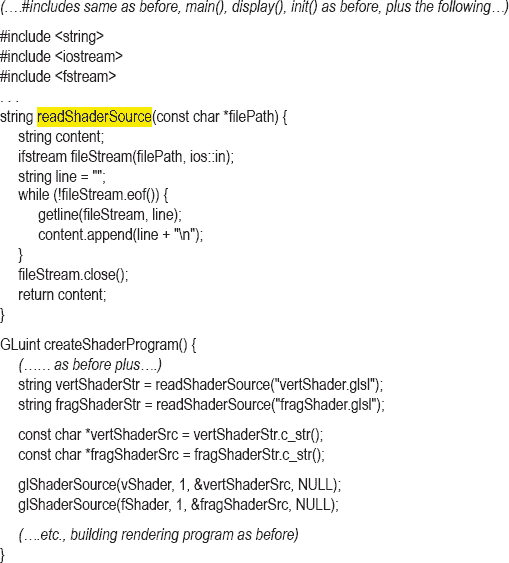 (….#includes same as before, main(), display(), init() as before, plus the following…)
#include <string>
#include <iostream>
#include <fstream>
. . .
string readShaderSource(const char *filePath) {
string content;
ifstream fileStream(filePath, ios::in);
string line = "";
while (!fileStream.eof()) {
getline(fileStream, line);
content.append(line + "\n");
}
fileStream.close();
return content;
}
GLuint createShaderProgram() {
(…… as before plus….)
string vertShaderStr = readShaderSource("vertShader.glsl");
string fragShaderStr = readShaderSource("fragShader.glsl");
const char *vertShaderSrc = vertShaderStr.c_str();
const char *fragShaderSrc = fragShaderStr.c_str();
glShaderSource(vShader, 1, &vertShaderSrc, NULL);
glShaderSource(fShader, 1, &fragShaderSrc, NULL);
(….etc., building rendering program as before)
}